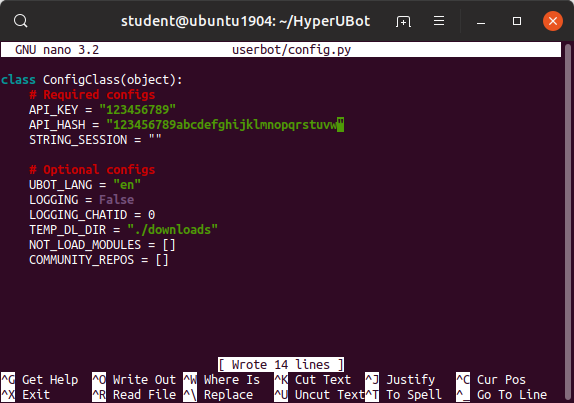 student@ubuntu1904: ~/HyperUBot
GNU nano 3.2 userbot/config.py
class ConfigClass(object):
# Required configs
API_KEY = "123456789"
API_HASH = "123456789abcdefghijklmnopqrstuvw"
STRING_SESSION = ""
# Optional configs
UBOT_LANG = "en"
LOGGING = False
LOGGING_CHATID = 0
TEMP_DL_DIR = "./downloads"
NOT_LOAD_MODULES = []
COMMUNITY_REPOS = []
[ Wrote 14 lines ]
^G Get Help ^O Write Out ^W Where Is ^K Cut Text ^J Justify ^C Cur Pos
^X Exit ^R Read File ^\ Replace ^U Uncut Text ^T To Spell ^_ Go To Line